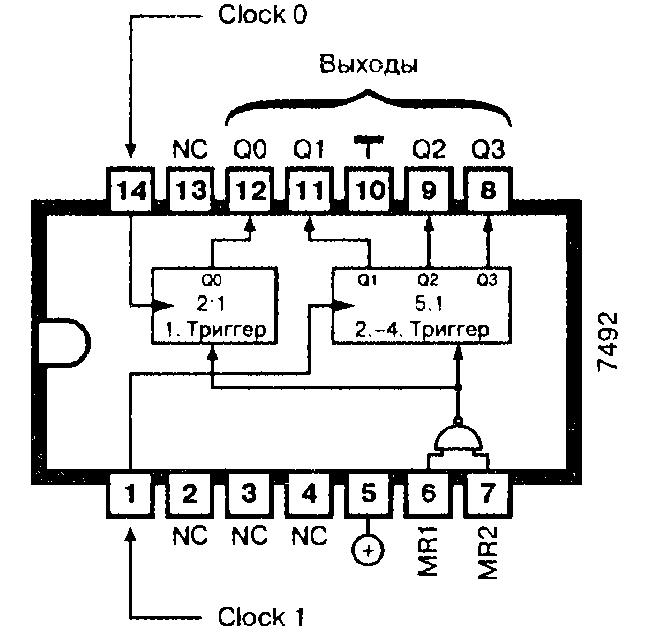 Clock 0
Выходы
NC Q0 Q1 Q2 Q3
14 13 12 11 10 9 8
Q0 Q1 Q2 Q3
2:1 5.1
1. Триггер 2.-4. Триггер
7492
1 2 3 4 5 6 7
NC NC NC + MR1 MR2
Clock 1